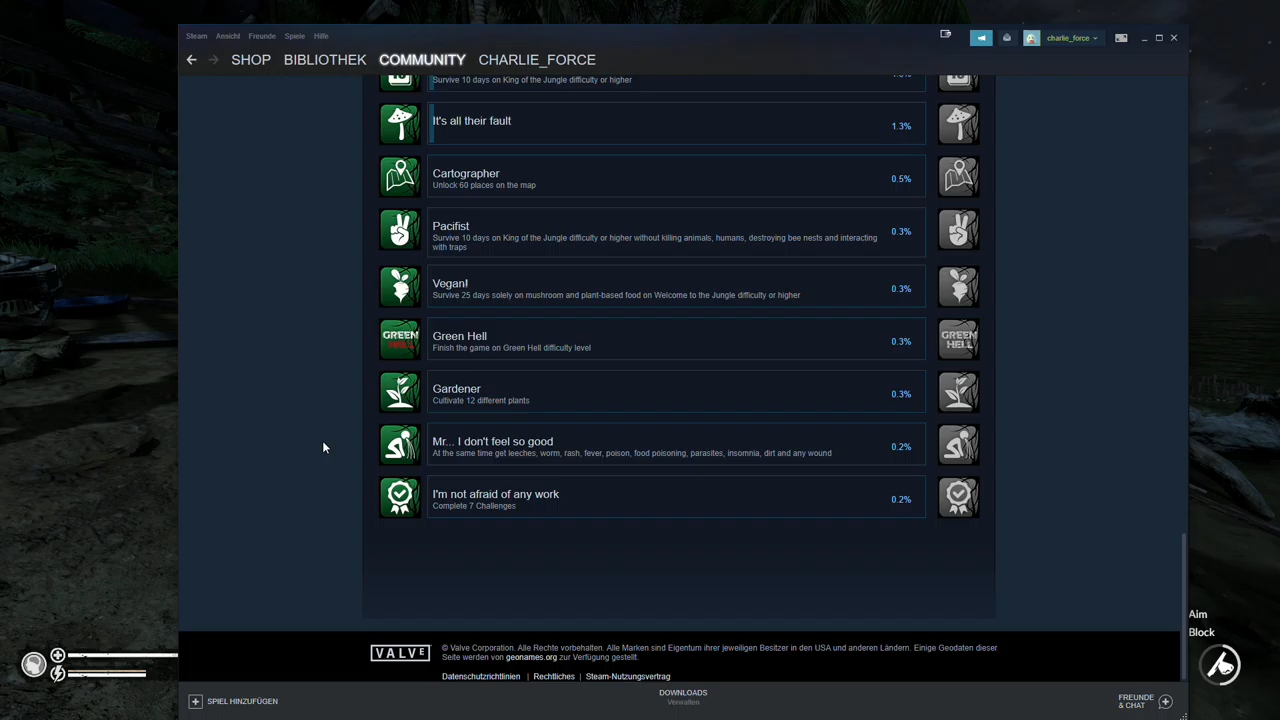 Steam Ansicht Freunde Spiele Hilfe
charlie_force
SHOP BIBLIOTHEK COMMUNITY CHARLIE_FORCE
Survive 10 days on King of the Jungle difficulty or higher
It's all their fault
1.3%
Cartographer
Unlock 60 places on the map
0.5%
Pacifist
Survive 10 days on King of the Jungle difficulty or higher without killing animals, humans, destroying bee nests and interacting
with traps
0.3%
Vegan!
Survive 25 days solely on mushroom and plant-based food on Welcome to the Jungle difficulty or higher
0.3%
GREEN
HELL
Green Hell
Finish the game on Green Hell difficulty level
0.3%
GREEN
HELL
Gardener
Cultivate 12 different plants
0.3%
Mr... I don't feel so good
At the same time get leeches, worm, rash, fever, poison, food poisoning, parasites, insomnia, dirt and any wound
0.2%
I'm not afraid of any work
Complete 7 Challenges
0.2%
Aim
Block
VALVE
© Valve Corporation. Alle Rechte vorbehalten. Alle Marken sind Eigentum ihrer jeweiligen Besitzer in den USA und anderen Ländern. Einige Geodaten dieser
Seite werden von geonames.org zur Verfügung gestellt.
Datenschutzrichtlinien | Rechtliches | Steam-Nutzungsvertrag
SPIEL HINZUFÜGEN
DOWNLOADS
Verwalten
FREUNDE
& CHAT